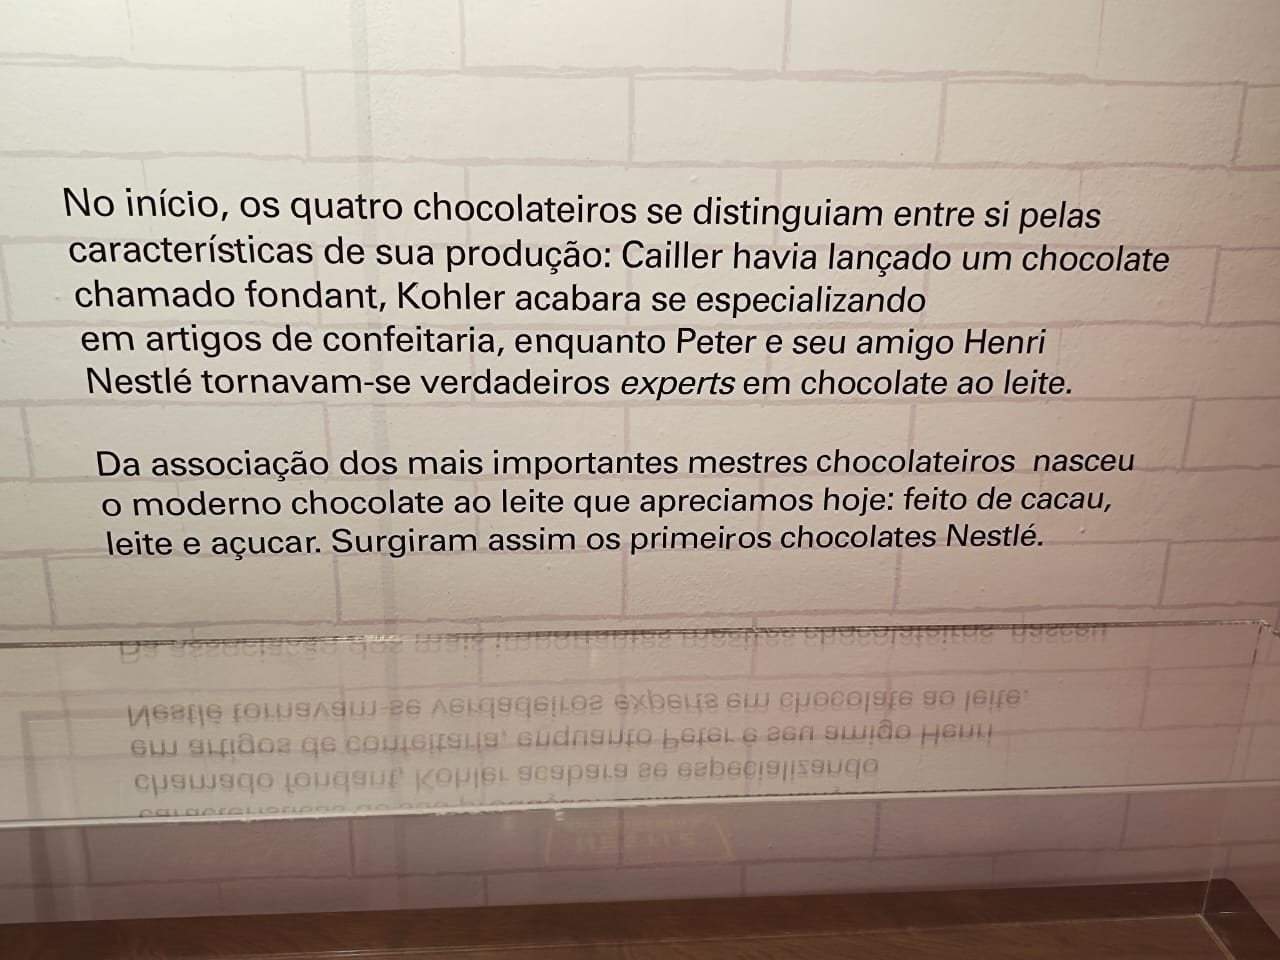 No início, os quatro chocolateiros se distinguiam entre si pelas
características de sua produção: Cailler havia lançado um chocolate
chamado fondant, Kohler acabara se especializando
em artigos de confeitaria, enquanto Peter e seu amigo Henri
Nestlé tornavam-se verdadeiros experts em chocolate ao leite.
Da associação dos mais importantes mestres chocolateiros nasceu
o moderno chocolate ao leite que apreciamos hoje: feito de cacau,
leite e açucar. Surgiram assim os primeiros chocolates Nestlé.